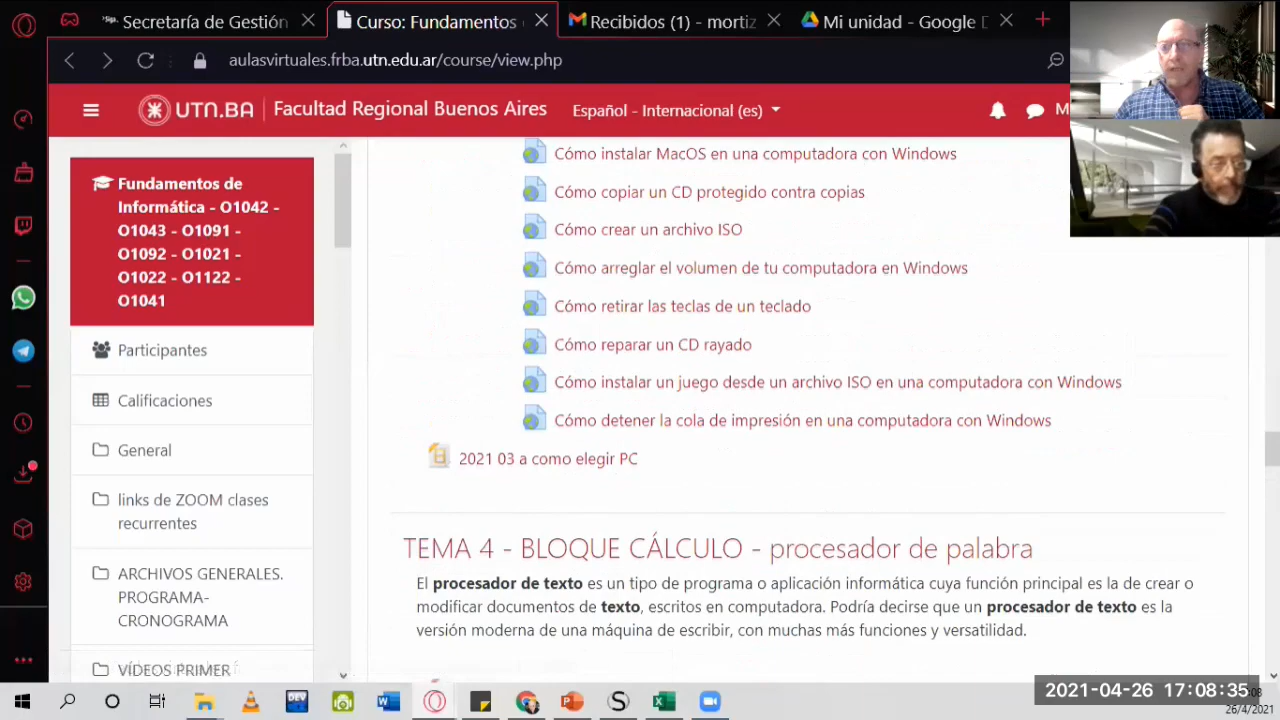 Secretaría de Gestión
Curso: Fundamentos
Recibidos (1) - mortiz
Mi unidad - Google D
aulasvirtuales.frba.utn.edu.ar/course/view.php
UTN.BA
Facultad Regional Buenos Aires
Español - Internacional (es)
M
Fundamentos de
Informática - O1042 -
O1043 - O1091 -
O1092 - O1021 -
O1022 - O1122 -
O1041
Participantes
Calificaciones
General
links de ZOOM clases
recurrentes
ARCHIVOS GENERALES.
PROGRAMA-
CRONOGRAMA
VIDEOS PRIMER
Cómo instalar MacOS en una computadora con Windows
Cómo copiar un CD protegido contra copias
Cómo crear un archivo ISO
Cómo arreglar el volumen de tu computadora en Windows
Cómo retirar las teclas de un teclado
Cómo reparar un CD rayado
Cómo instalar un juego desde un archivo ISO en una computadora con Windows
Cómo detener la cola de impresión en una computadora con Windows
2021 03 a como elegir PC
TEMA 4 - BLOQUE CÁLCULO - procesador de palabra
El procesador de texto es un tipo de programa o aplicación informática cuya función principal es la de crear o
modificar documentos de texto, escritos en computadora. Podría decirse que un procesador de texto es la
versión moderna de una máquina de escribir, con muchas más funciones y versatilidad.
DEV
2021-04-26 17:08:35
26/4/2021